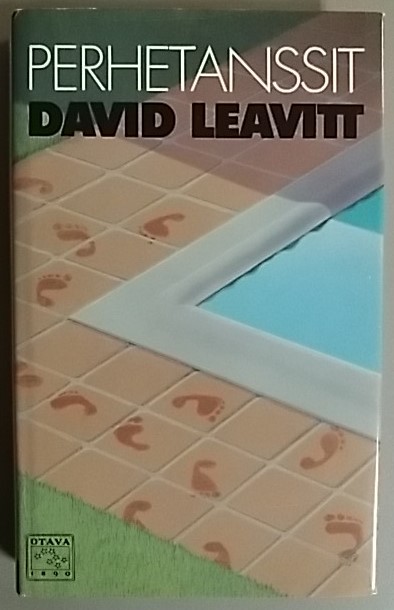 PERHETANSSIT
DAVID LEAVITT
OTAVA
1890